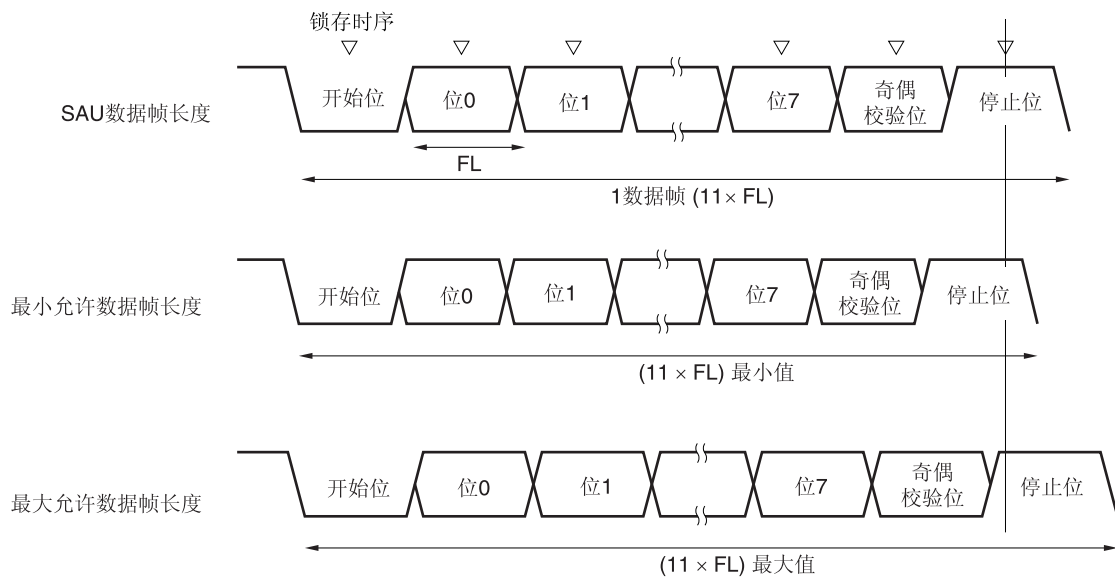 锁存时序
SAU数据帧长度
开始位
位0
位1
位7
奇偶
校验位
停止位
FL
1数据帧 (11× FL)
最小允许数据帧长度
开始位
位0
位1
位7
奇偶
校验位
停止位
(11 × FL) 最小值
最大允许数据帧长度
开始位
位0
位1
位7
奇偶
校验位
停止位
(11 × FL) 最大值